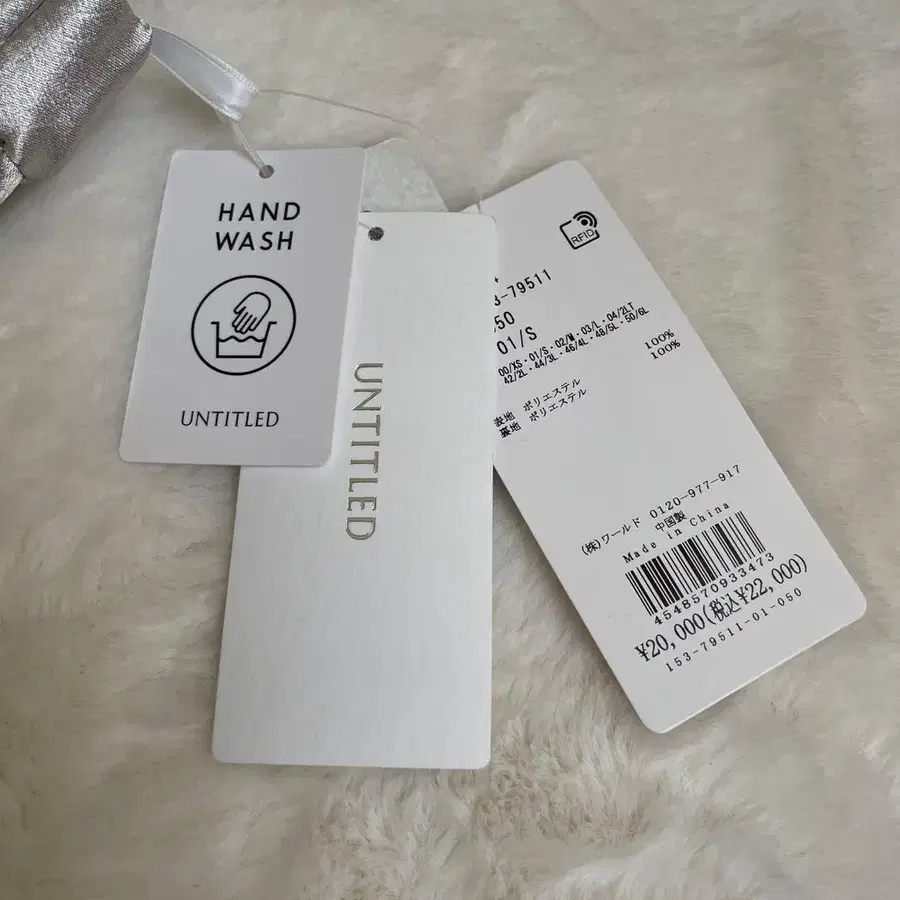 HAND
WASH
UNTITLED
UNTITLED
RFID
3-79511
50
01/S
00/XS・01/S・02/M・03/L・04/2LT
42/2L・44/3L・46/4L・48/5L・50/6L
表地 ポリエステル 100%
裏地 ポリエステル 100%
(株)ワールド 0120-977-917
中国製
Made in China
4548570933473
¥20,000(税込¥22,000)
153-79511-01-050